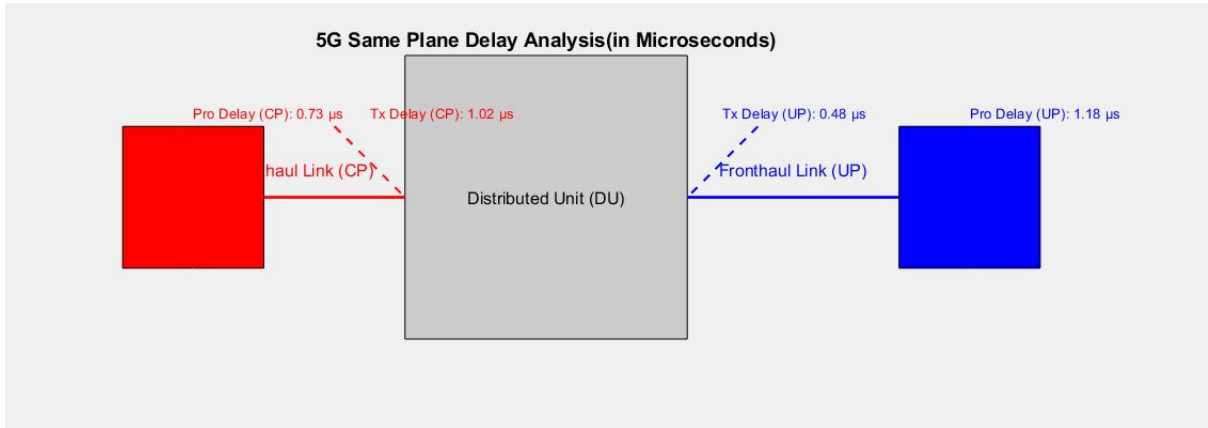 5G Same Plane Delay Analysis(in Microseconds)
Pro Delay (CP): 0.73 µs
Tx Delay (CP): 1.02 µs
Tx Delay (UP): 0.48 µs
Pro Delay (UP): 1.18 µs
haul Link (CP)
Fronthaul Link (UP)
Distributed Unit (DU)